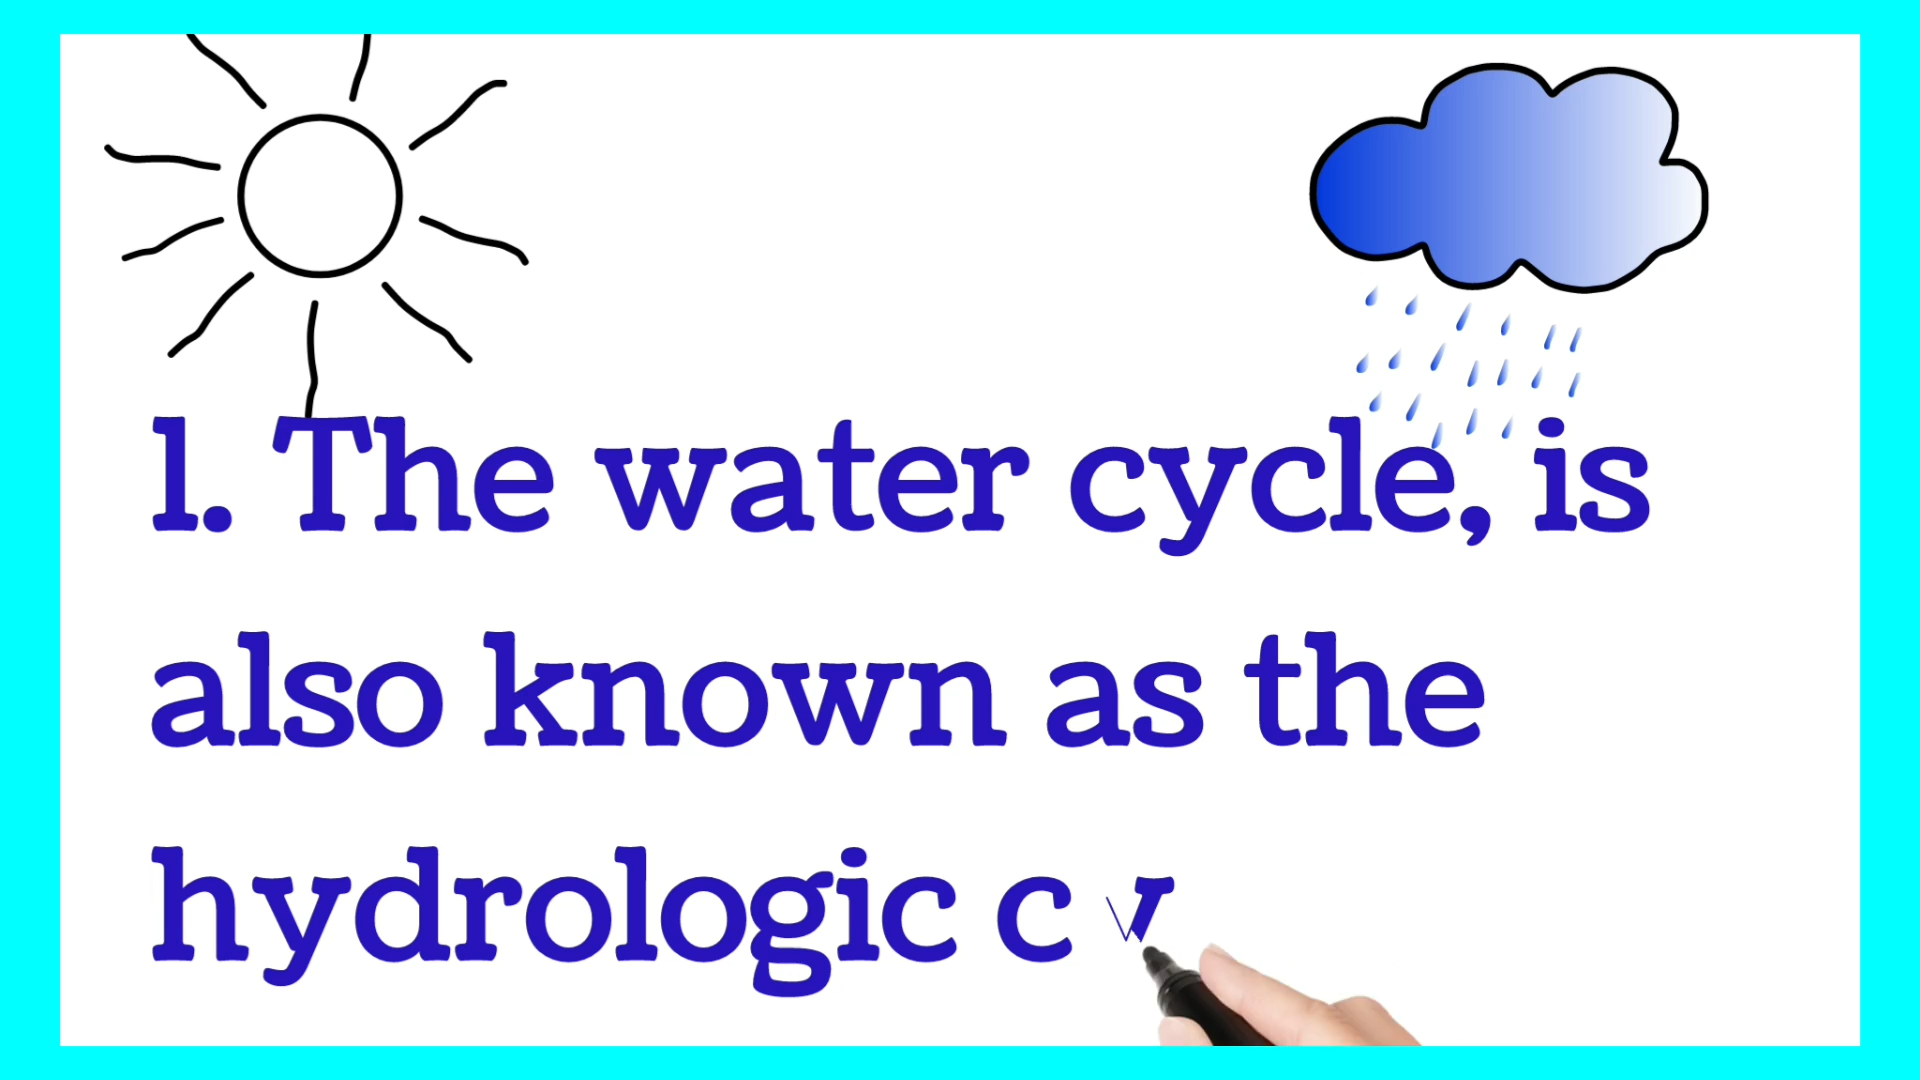 1. The water cycle, is
also known as the
hydrologic c